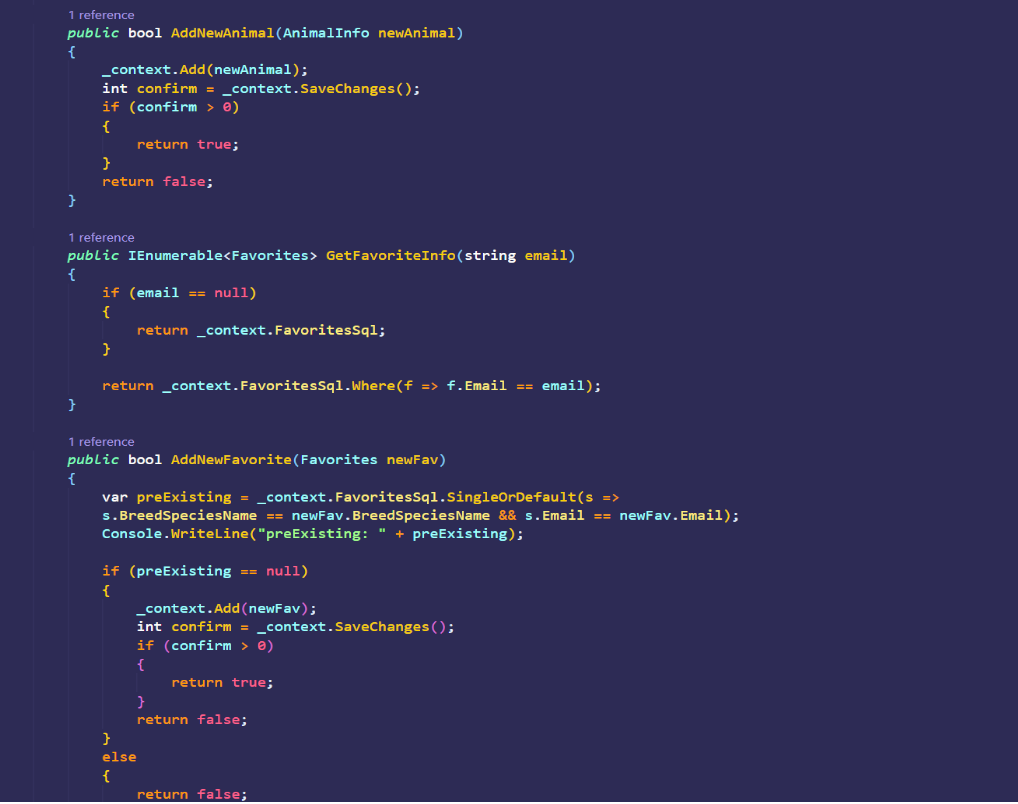 1 reference
public bool AddNewAnimal(AnimalInfo newAnimal)
{
    _context.Add(newAnimal);
    int confirm = _context.SaveChanges();
    if (confirm > 0)
    {
        return true;
    }
    return false;
}
1 reference
public IEnumerable<Favorites> GetFavoriteInfo(string email)
{
    if (email == null)
    {
        return _context.FavoritesSql;
    }
    return _context.FavoritesSql.Where(f => f.Email == email);
}
1 reference
public bool AddNewFavorite(Favorites newFav)
{
    var preExisting = _context.FavoritesSql.SingleOrDefault(s =>
    s.BreedSpeciesName == newFav.BreedSpeciesName && s.Email == newFav.Email);
    Console.WriteLine("preExisting: " + preExisting);
    if (preExisting == null)
    {
        _context.Add(newFav);
        int confirm = _context.SaveChanges();
        if (confirm > 0)
        {
            return true;
        }
        return false;
    }
    else
    {
        return false;